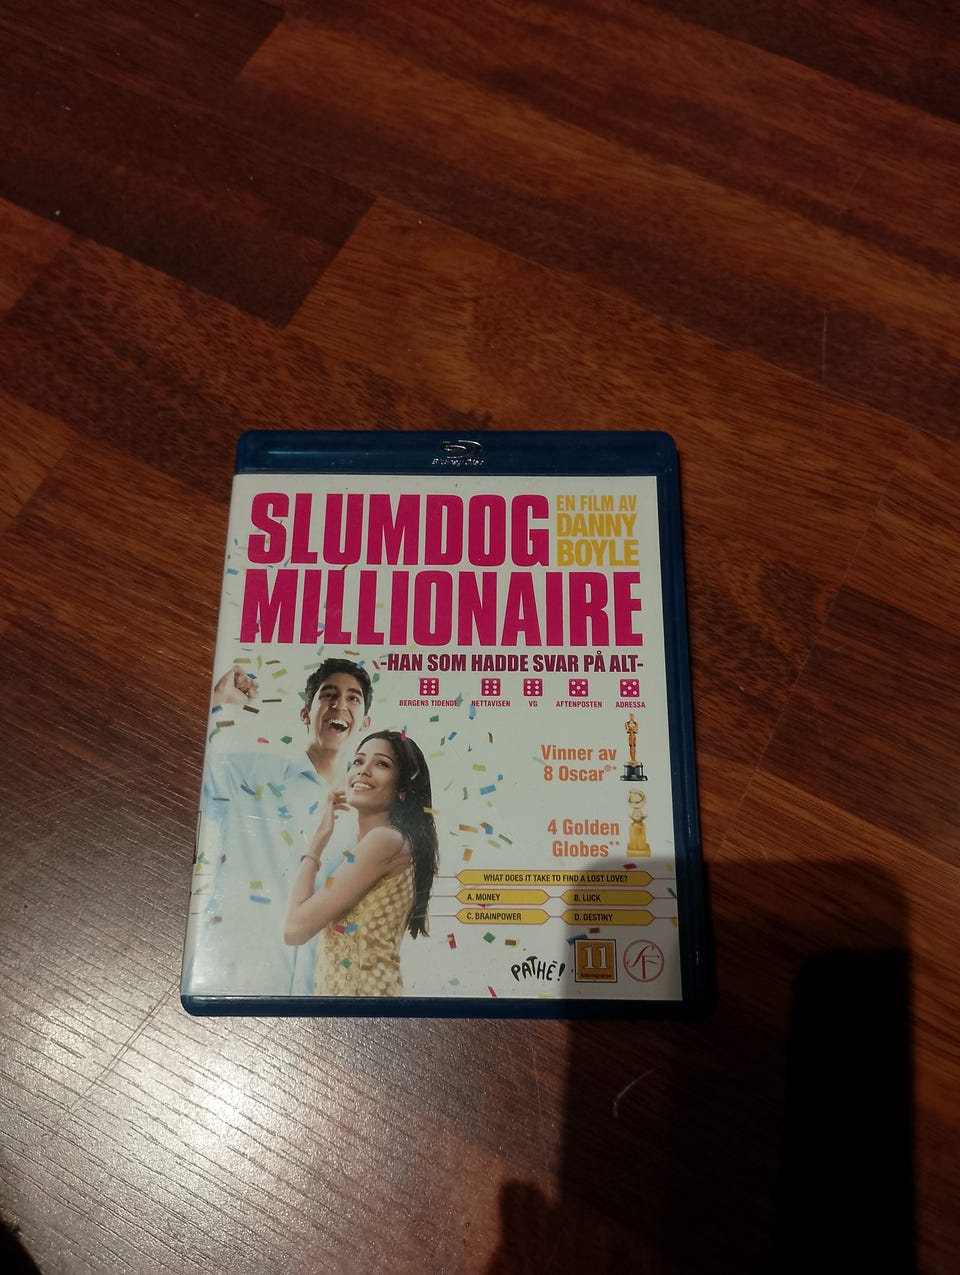 Blu-ray Disc
SLUMDOG
MILLIONAIRE
EN FILM AV
DANNY
BOYLE
-HAN SOM HADDE SVAR PÅ ALT-
BERGENS TIDENDE NETTAVISEN VG AFTENPOSTEN ADRESSA
Vinner av
8 Oscar®*
4 Golden
Globes**
WHAT DOES IT TAKE TO FIND A LOST LOVE?
A. MONEY B. LUCK
C. BRAINPOWER D. DESTINY
PATHÉ! 11 SF